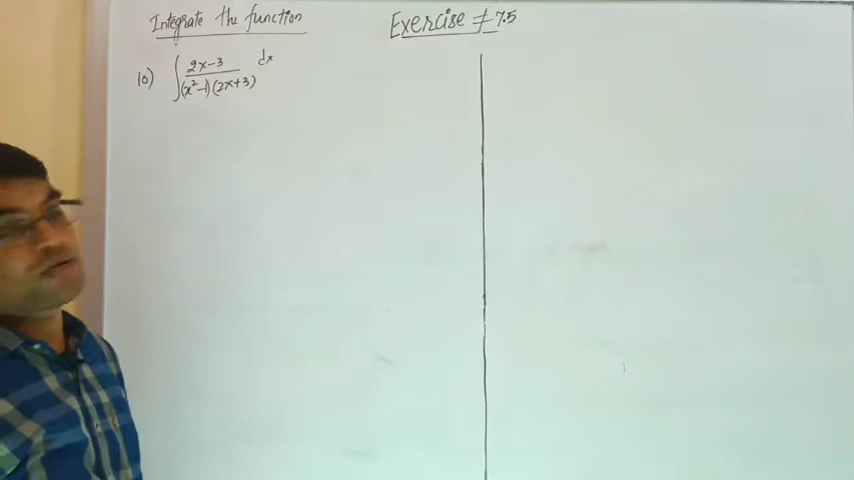 Integrate the function
Exercise ≠ 7.5
10) ∫ 2x-3 / (x²-1)(2x+3) dx